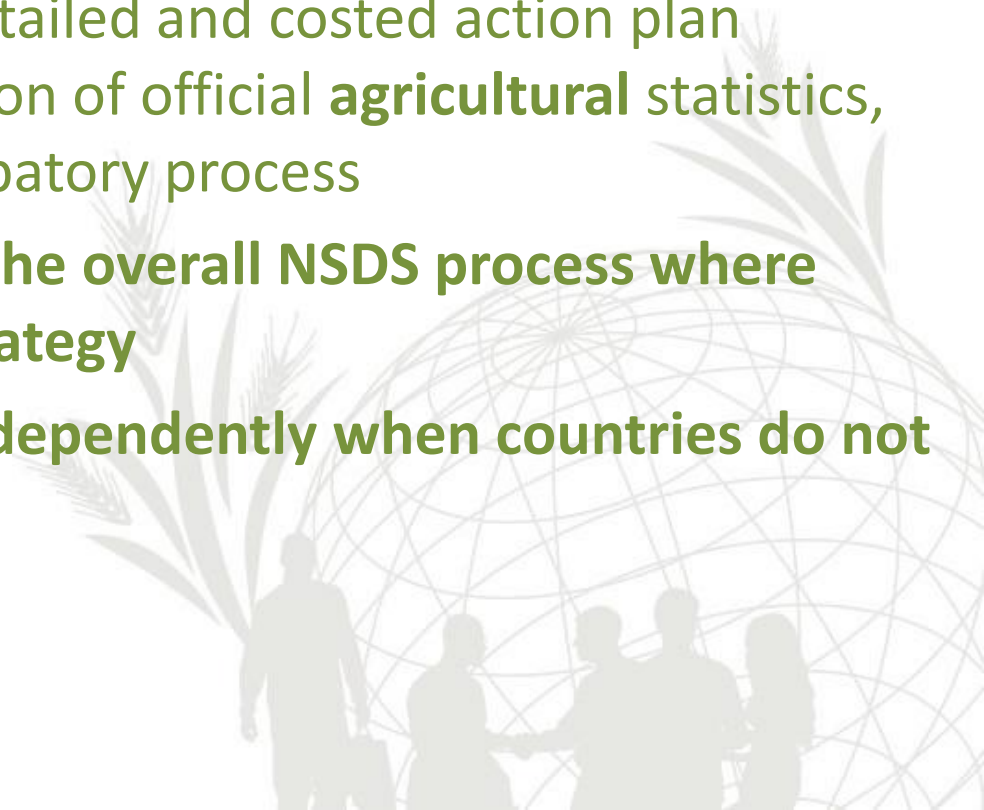 tailed and costed action plan
on of official agricultural statistics,
patory process
he overall NSDS process where
ategy
dependently when countries do not